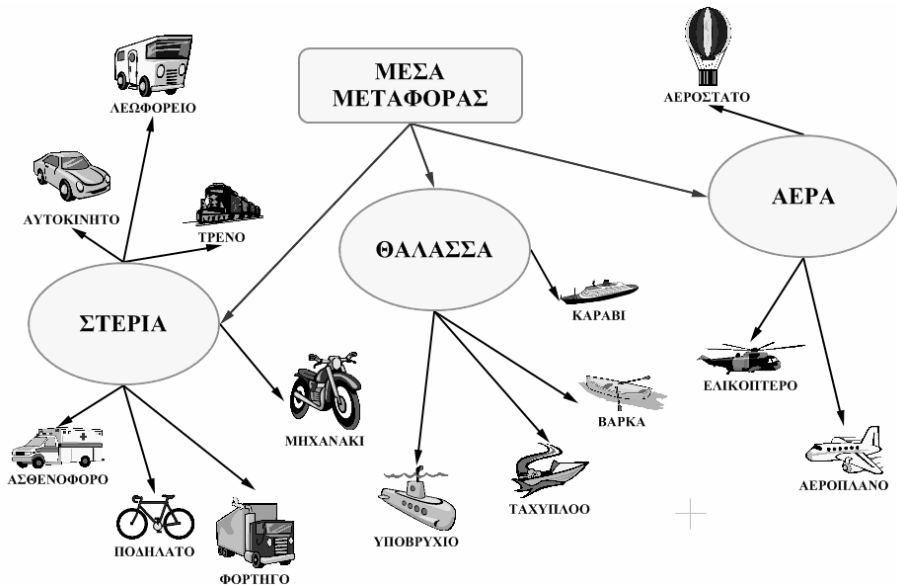 ΜΕΣΑ
ΜΕΤΑΦΟΡΑΣ
ΛΕΩΦΟΡΕΙΟ
ΑΥΤΟΚΙΝΗΤΟ
ΤΡΕΝΟ
ΣΤΕΡΙΑ
ΜΗΧΑΝΑΚΙ
ΑΣΘΕΝΟΦΟΡΟ
ΠΟΔΗΛΑΤΟ
ΦΟΡΤΗΓΟ
ΘΑΛΑΣΣΑ
ΚΑΡΑΒΙ
ΒΑΡΚΑ
ΤΑΧΥΠΛΟΟ
ΥΠΟΒΡΥΧΙΟ
ΑΕΡΟΣΤΑΤΟ
ΑΕΡΑ
ΕΛΙΚΟΠΤΕΡΟ
ΑΕΡΟΠΛΑΝΟ